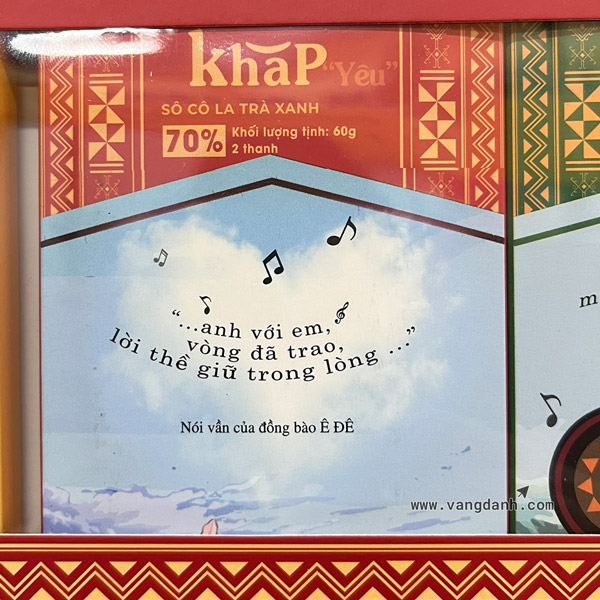 khăp "Yêu"
SÔ CÔ LA TRÀ XANH
70% Khối lượng tịnh: 60g
2 thanh
"...anh với em,
vòng đã trao,
lời thề giữ trong lòng ..."
Nói vần của đồng bào Ê ĐÊ
m
www.vangdanh.com